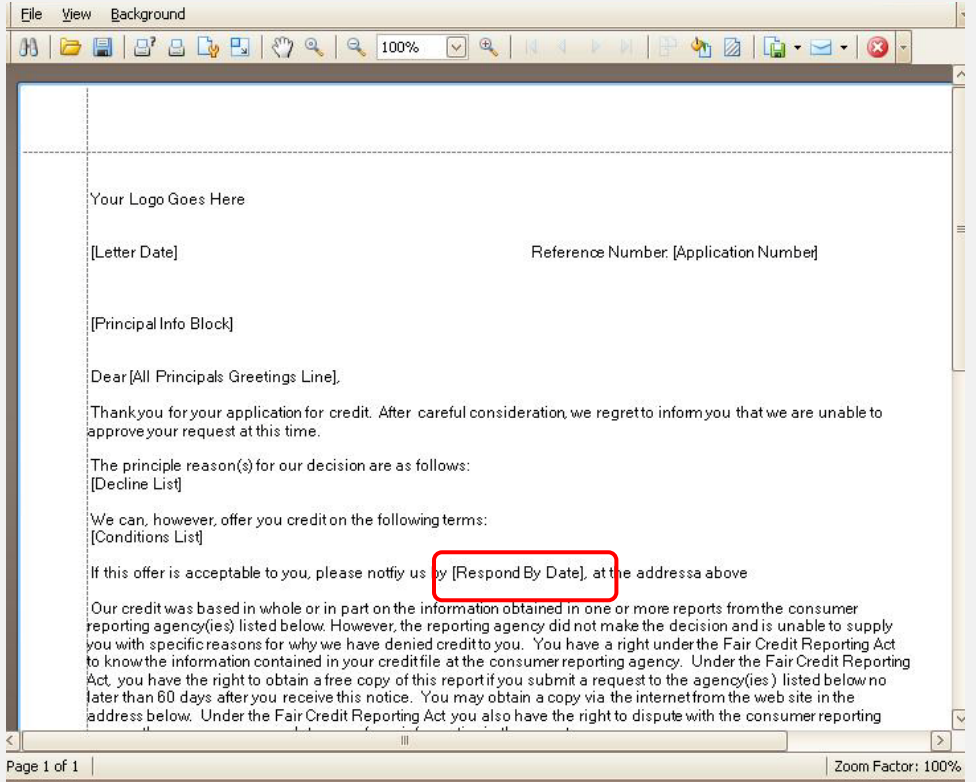 File View Background
100%
Your Logo Goes Here
[Letter Date] Reference Number: [Application Number]
[Principal Info Block]
Dear [All Principals Greetings Line],
Thank you for your application for credit. After careful consideration, we regret to inform you that we are unable to
approve your request at this time.
The principle reason(s) for our decision are as follows:
[Decline List]
We can, however, offer you credit on the following terms:
[Conditions List]
If this offer is acceptable to you, please notfiy us by [Respond By Date], at the addressa above
Our credit was based in whole or in part on the information obtained in one or more reports from the consumer
reporting agency(ies) listed below. However, the reporting agency did not make the decision and is unable to supply
you with specific reasons for why we have denied credit to you. You have a right under the Fair Credit Reporting Act
to know the information contained in your credit file at the consumer reporting agency. Under the Fair Credit Reporting
Act, you have the right to obtain a free copy of this report if you submit a request to the agency(ies) listed below no
later than 60 days after you receive this notice. You may obtain a copy via the internet from the web site in the
address below. Under the Fair Credit Reporting Act you also have the right to dispute with the consumer reporting
Page 1 of 1 Zoom Factor: 100%